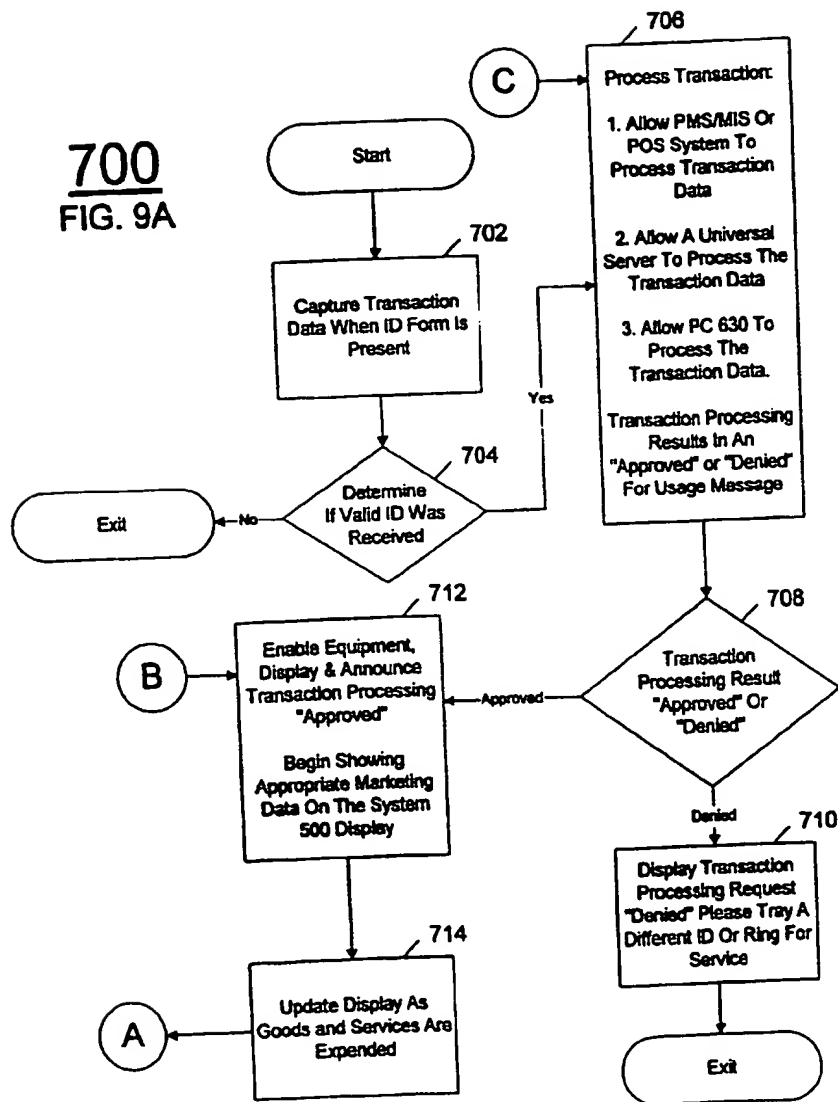 700
FIG. 9A
Start
702
Capture Transaction
Data When ID Form Is
Present
704
Determine
If Valid ID Was
Received
No
Exit
Yes
C
706
Process Transaction:
1. Allow PMS/MIS Or
POS System To
Process Transaction
Data
2. Allow A Universal
Server To Process The
Transaction Data
3. Allow PC 630 To
Process The
Transaction Data.
Transaction Processing
Results In An
"Approved" or "Denied"
For Usage Message
708
Transaction
Processing Result
"Approved" Or
"Denied"
Approved
Denied
710
Display Transaction
Processing Request
"Denied" Please Tray A
Different ID Or Ring For
Service
Exit
712
B
Enable Equipment,
Display & Announce
Transaction Processing
"Approved"
Begin Showing
Appropriate Marketing
Data On The System
500 Display
714
Update Display As
Goods and Services Are
Expended
A